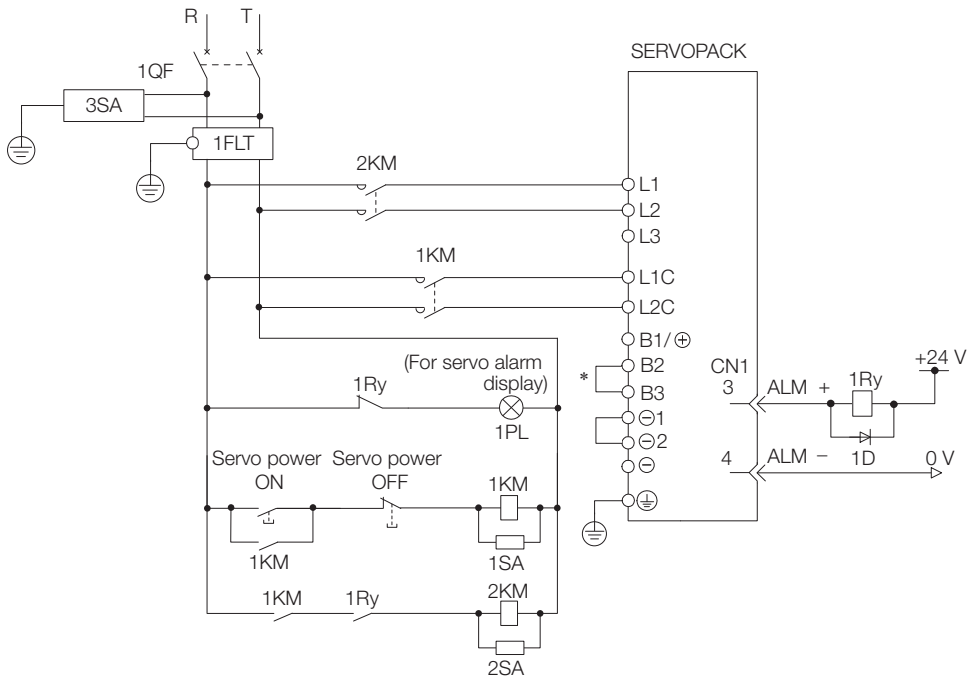 R T
SERVOPACK
1QF
3SA
1FLT
2KM
L1
L2
L3
1KM
L1C
L2C
B1/⊕
(For servo alarm
display)
1Ry
1PL
*
B2
B3
⊖1
⊖2
⊖
CN1
3
ALM +
1Ry
+24 V
1D
4
ALM −
0 V
Servo power
ON
Servo power
OFF
1KM
1KM
1SA
1KM
1Ry
2KM
2SA